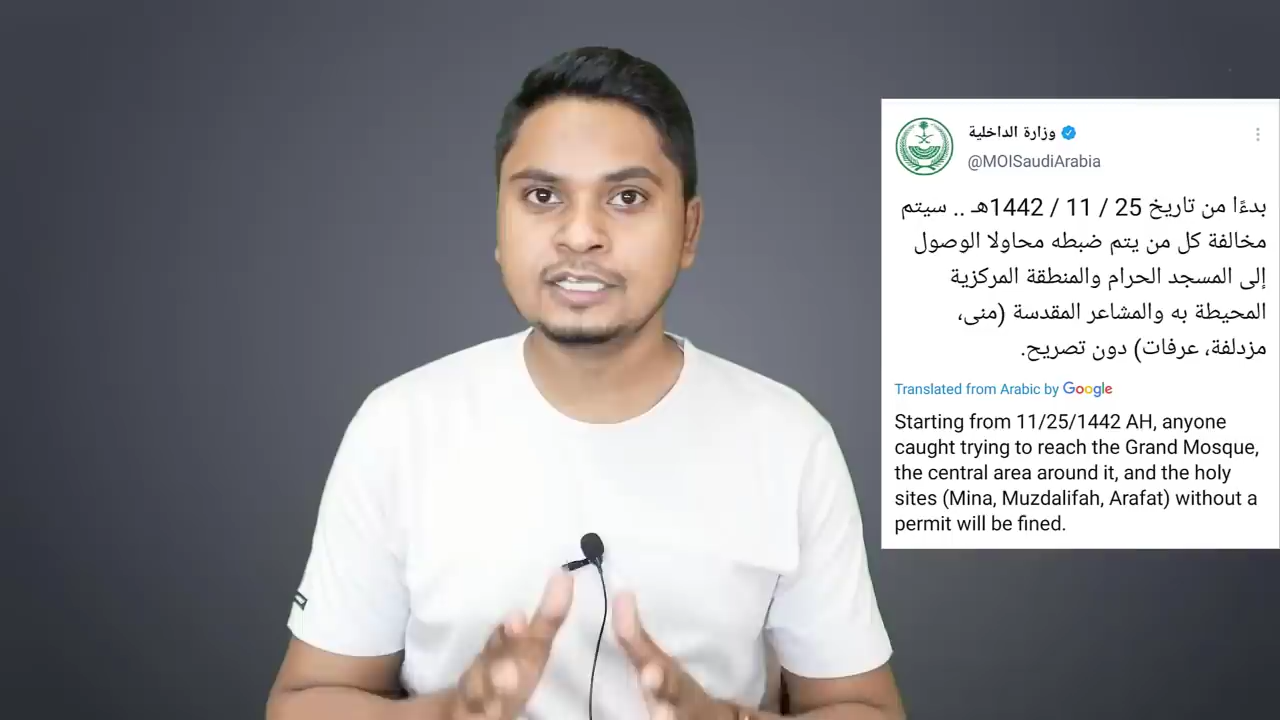 وزارة الداخلية
@MOISaudiArabia
بدءًا من تاريخ 25 / 11 / 1442هـ .. سيتم
مخالفة كل من يتم ضبطه محاولا الوصول
إلى المسجد الحرام والمنطقة المركزية
المحيطة به والمشاعر المقدسة (منى،
مزدلفة، عرفات) دون تصريح.
Translated from Arabic by Google
Starting from 11/25/1442 AH, anyone
caught trying to reach the Grand Mosque,
the central area around it, and the holy
sites (Mina, Muzdalifah, Arafat) without a
permit will be fined.